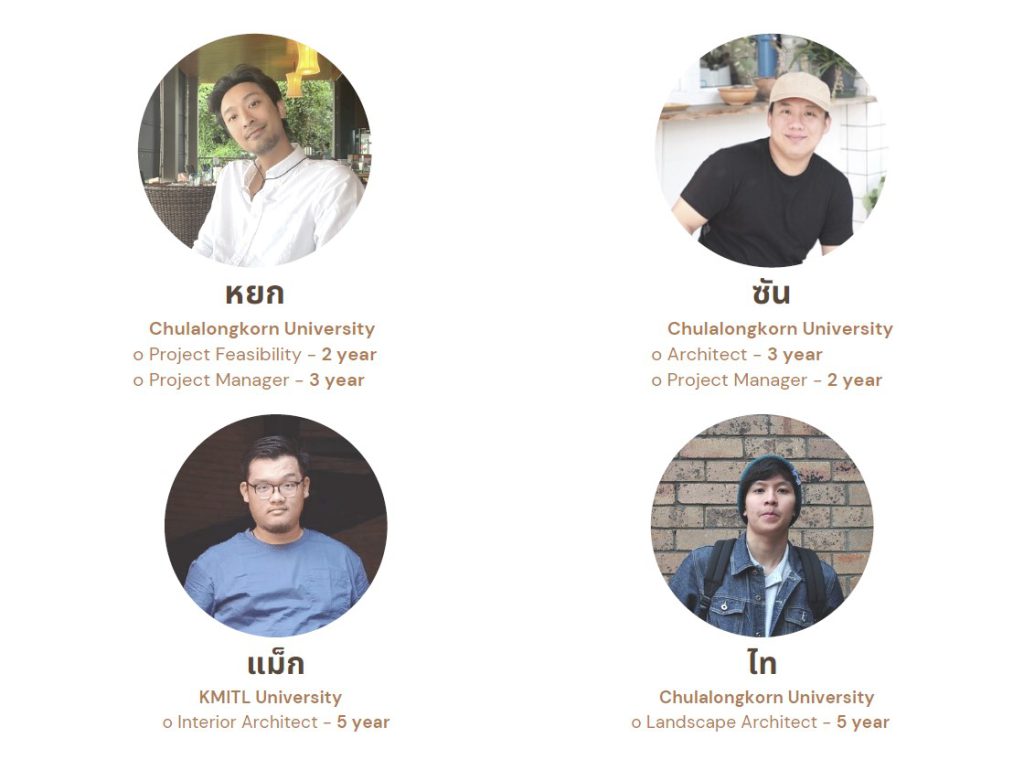 หยก
Chulalongkorn University
o Project Feasibility - 2 year
o Project Manager - 3 year
ซัน
Chulalongkorn University
o Architect - 3 year
o Project Manager - 2 year
แม็ก
KMITL University
o Interior Architect - 5 year
ไท
Chulalongkorn University
o Landscape Architect - 5 year